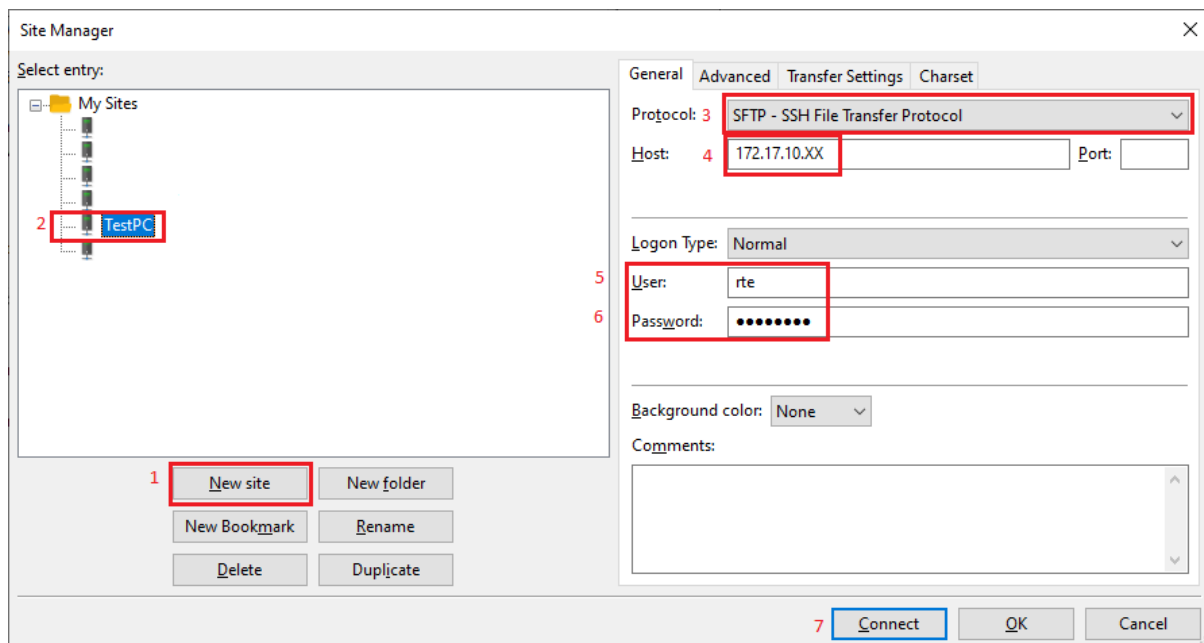 Site Manager
Select entry:
My Sites
2 TestPC
1 New site New folder
New Bookmark Rename
Delete Duplicate
General Advanced Transfer Settings Charset
Protocol: 3 SFTP - SSH File Transfer Protocol
Host: 4 172.17.10.XX Port:
Logon Type: Normal
5 User: rte
6 Password: ●●●●●●●●
Background color: None
Comments:
7 Connect OK Cancel